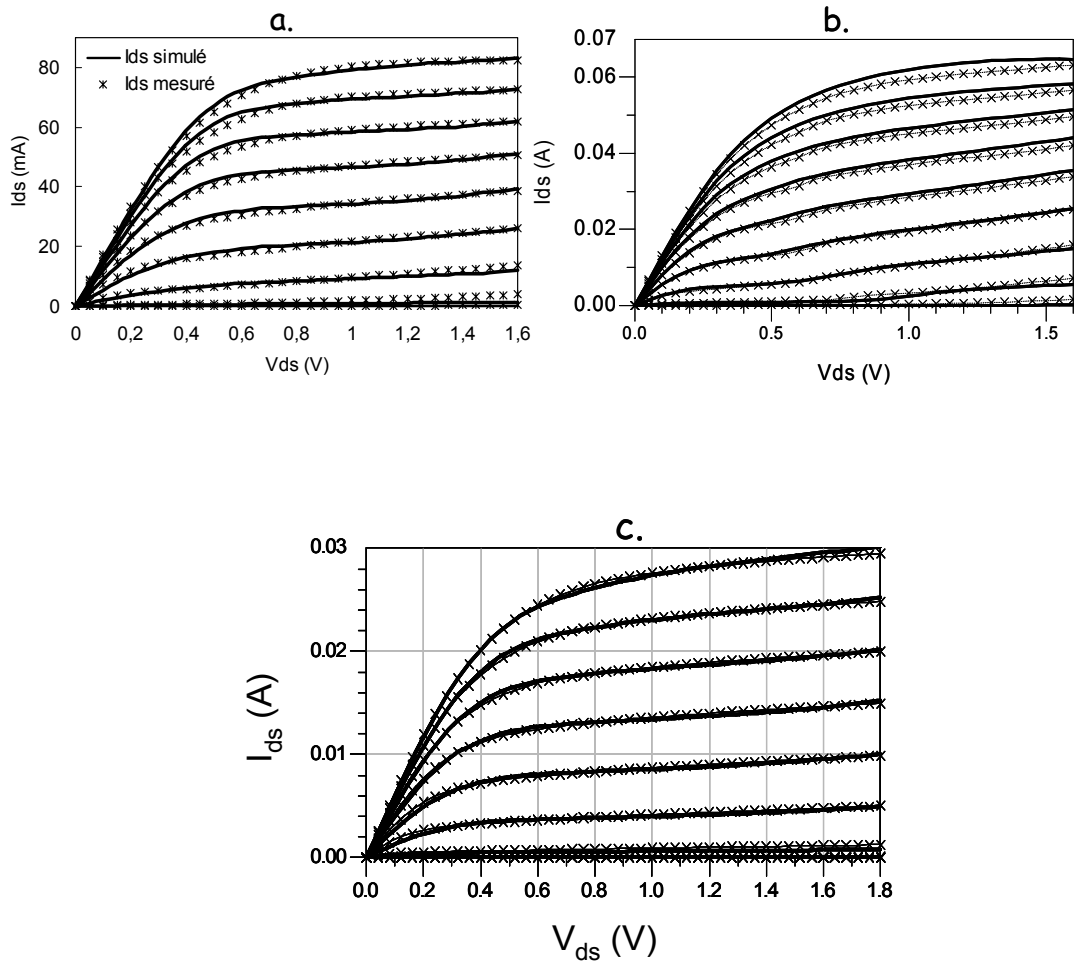 a.
Ids simulé
Ids mesuré
80
60
40
20
0
Ids (mA)
0 0,2 0,4 0,6 0,8 1 1,2 1,4 1,6
Vds (V)
b.
0.07
0.06
0.04
0.02
0.00
Ids (A)
0.0 0.5 1.0 1.5
Vds (V)
c.
0.03
0.02
0.01
0.00
Ids (A)
0.0 0.2 0.4 0.6 0.8 1.0 1.2 1.4 1.6 1.8
Vds (V)